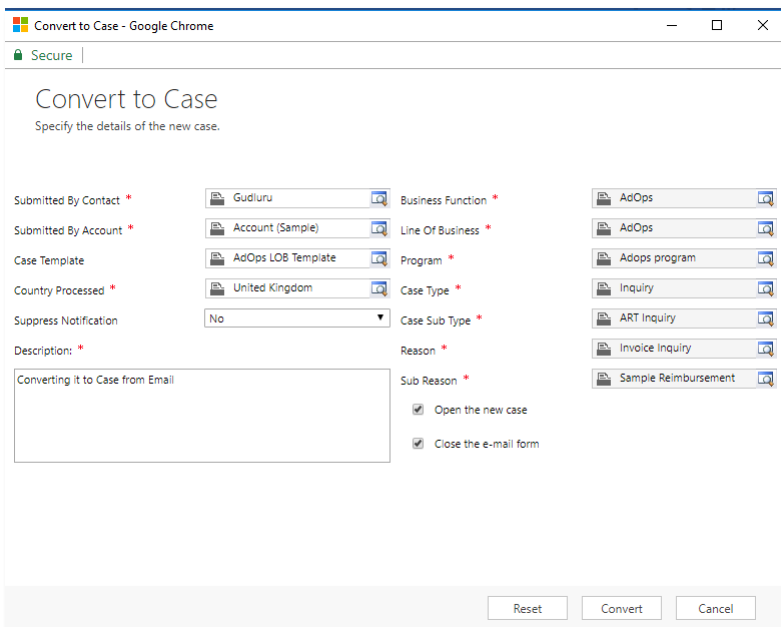 Convert to Case - Google Chrome
Secure
Convert to Case
Specify the details of the new case.
Submitted By Contact * Gudluru Business Function * AdOps
Submitted By Account * Account (Sample) Line Of Business * AdOps
Case Template AdOps LOB Template Program * Adops program
Country Processed * United Kingdom Case Type * Inquiry
Suppress Notification No Case Sub Type * ART Inquiry
Description: * Reason * Invoice Inquiry
Converting it to Case from Email Sub Reason * Sample Reimbursement
Open the new case
Close the e-mail form
Reset Convert Cancel